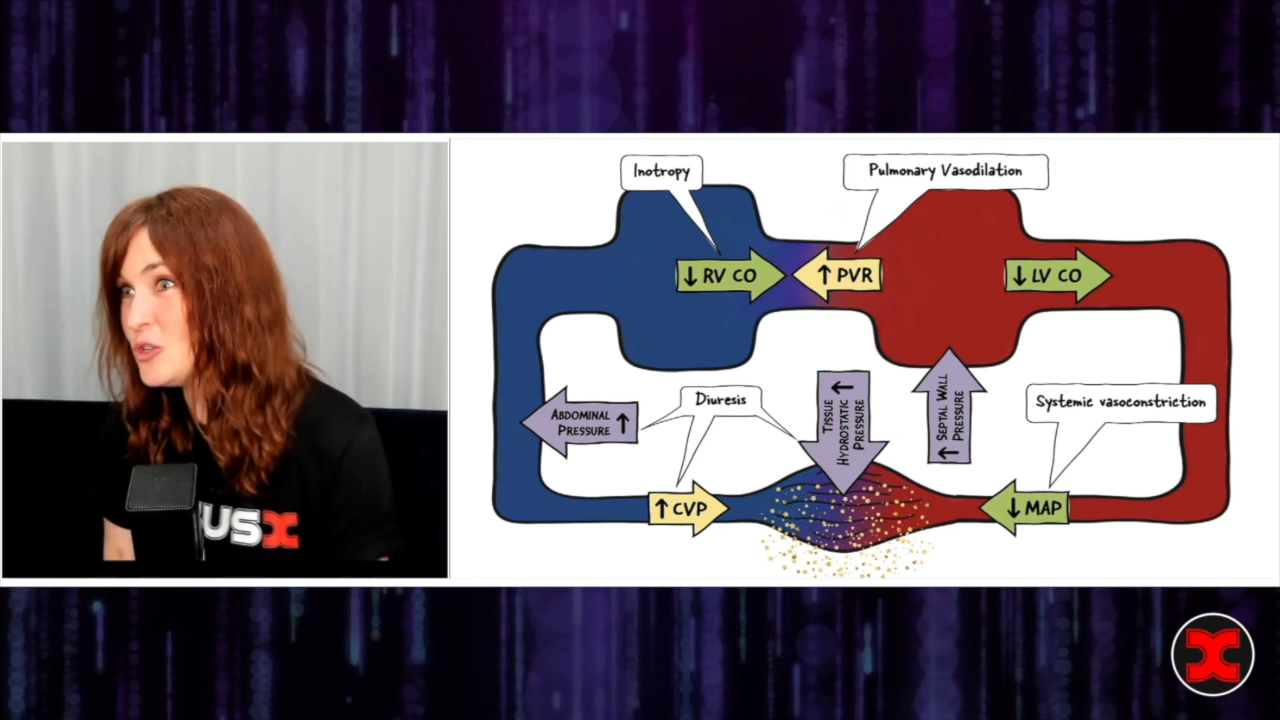 Inotropy
Pulmonary Vasodilation
↓ RV CO
↑ PVR
↓ LV CO
Abdominal
Pressure ↑
Diuresis
Tissue
Hydrostatic ↑
Pressure
↑ Septal Wall
Pressure
Systemic vasoconstriction
↑ CVP
↓ MAP
USX
X